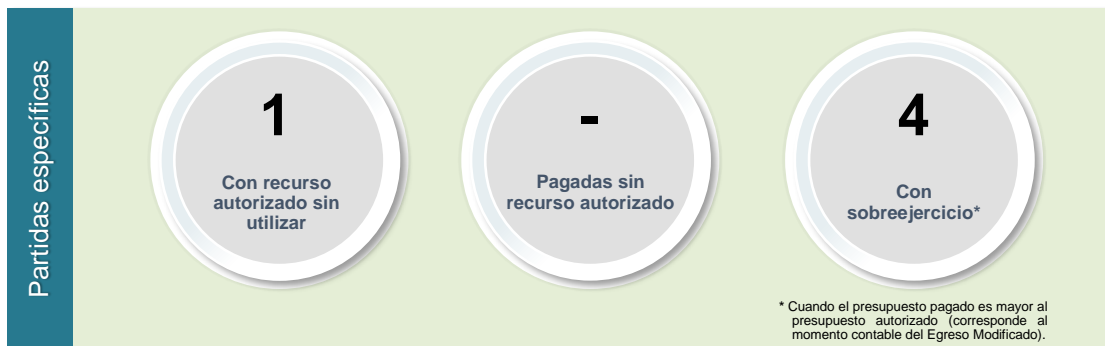 Partidas específicas
1
Con recurso
autorizado sin
utilizar
-
Pagadas sin
recurso autorizado
4
Con
sobreejercicio*
* Cuando el presupuesto pagado es mayor al
presupuesto autorizado (corresponde al
momento contable del Egreso Modificado).